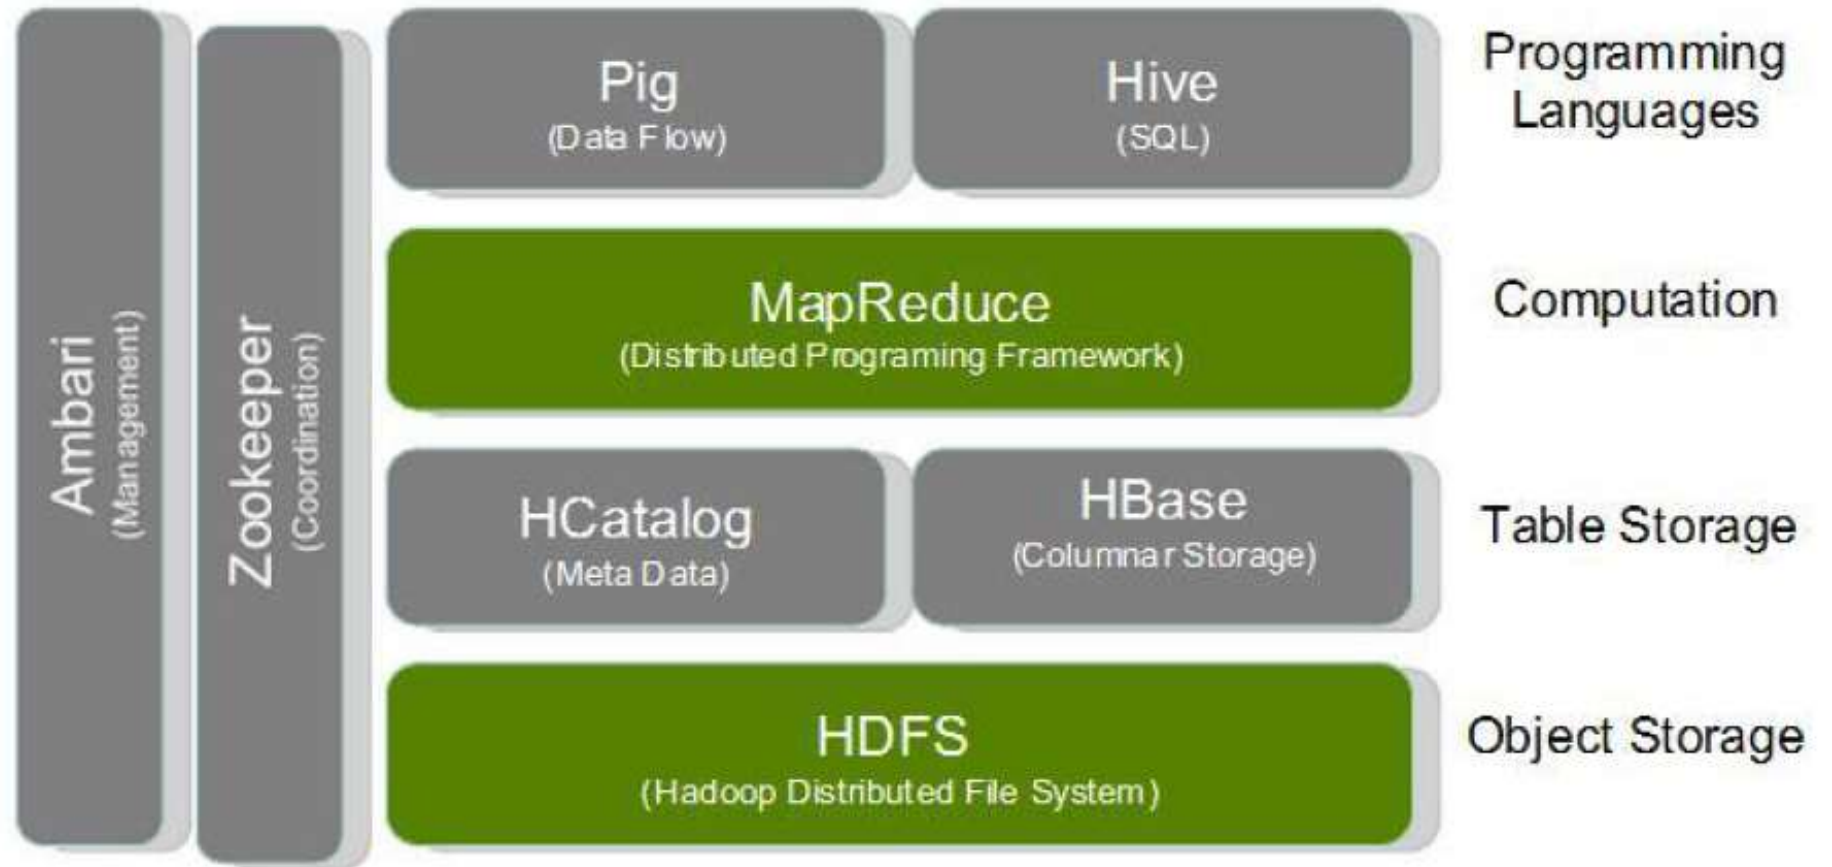 Ambari
(Management)
Zookeeper
(Coordination)
Pig
(Data Flow)
Hive
(SQL)
Programming
Languages
MapReduce
(Distributed Programing Framework)
Computation
HCatalog
(Meta Data)
HBase
(Columnar Storage)
Table Storage
HDFS
(Hadoop Distributed File System)
Object Storage